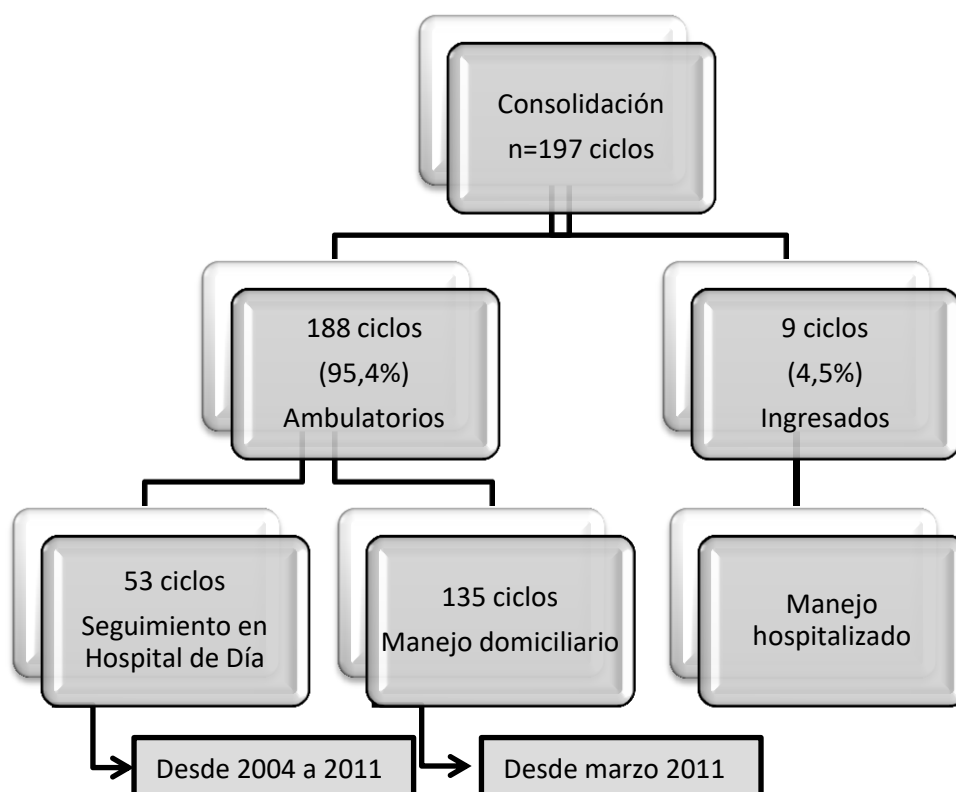 Consolidación
n=197 ciclos
188 ciclos
(95,4%)
Ambulatorios
9 ciclos
(4,5%)
Ingresados
53 ciclos
Seguimiento en
Hospital de Día
135 ciclos
Manejo domiciliario
Manejo
hospitalizado
Desde 2004 a 2011
Desde marzo 2011